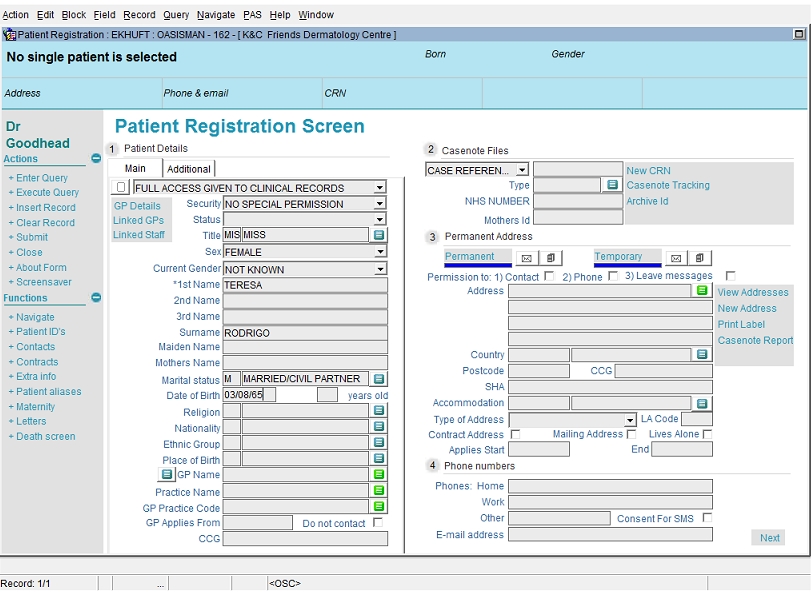 Action Edit Block Field Record Query Navigate PAS Help Window
Patient Registration : EKHUFT : OASISMAN - 162 - [ K&C Friends Dermatology Centre ]
No single patient is selected
Born
Gender
Address
Phone & email
CRN
Dr
Goodhead
Actions
+ Enter Query
+ Execute Query
+ Insert Record
+ Clear Record
+ Submit
+ Close
+ About Form
+ Screensaver
Functions
+ Navigate
+ Patient ID's
+ Contacts
+ Contracts
+ Extra info
+ Patient aliases
+ Maternity
+ Letters
+ Death screen
Patient Registration Screen
1 Patient Details
Main Additional
FULL ACCESS GIVEN TO CLINICAL RECORDS
GP Details
Linked GPs
Linked Staff
Security NO SPECIAL PERMISSION
Status
Title MIS MISS
Sex FEMALE
Current Gender NOT KNOWN
*1st Name TERESA
2nd Name
3rd Name
Surname RODRIGO
Maiden Name
Mothers Name
Marital status M MARRIED/CIVIL PARTNER
Date of Birth 03/08/65 years old
Religion
Nationality
Ethnic Group
Place of Birth
GP Name
Practice Name
GP Practice Code
GP Applies From Do not contact
CCG
2 Casenote Files
CASE REFEREN...
Type
NHS NUMBER
Mothers Id
New CRN
Casenote Tracking
Archive Id
3 Permanent Address
Permanent Temporary
Permission to: 1) Contact 2) Phone 3) Leave messages
Address
View Addresses
New Address
Print Label
Casenote Report
Country
Postcode CCG
SHA
Accommodation
Type of Address LA Code
Contract Address Mailing Address Lives Alone
Applies Start End
4 Phone numbers
Phones: Home
Work
Other Consent For SMS
E-mail address
Next
Record: 1/1 ... <OSC>